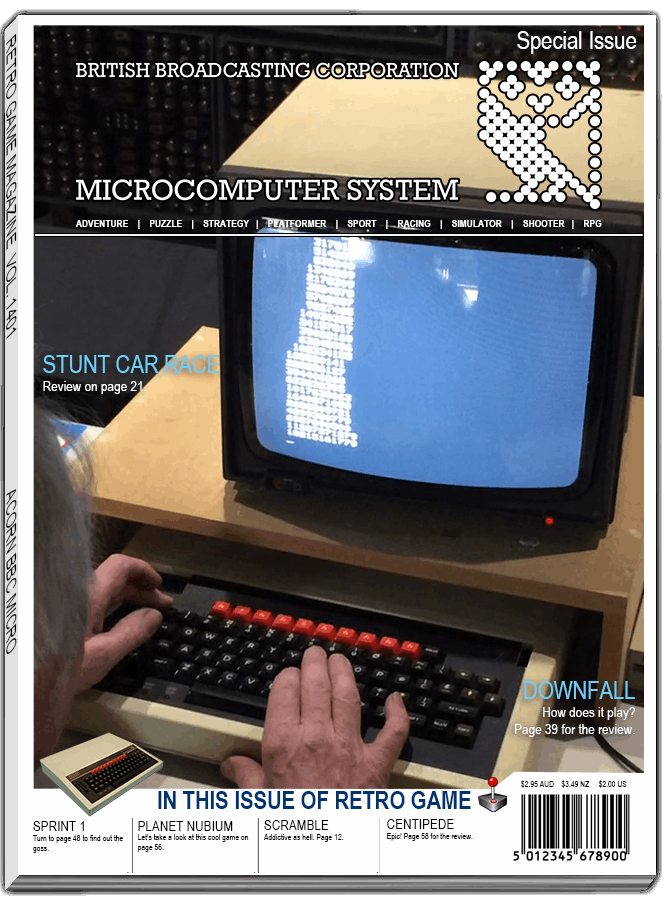 Special Issue
BRITISH BROADCASTING CORPORATION
MICROCOMPUTER SYSTEM
ADVENTURE | PUZZLE | STRATEGY | PLATFORMER | SPORT | RACING | SIMULATOR | SHOOTER | RPG
RETRO GAME MAGAZINE VOL. 1401
ACORN BBC MICRO
STUNT CAR RACE
Review on page 21.
DOWNFALL
How does it play?
Page 39 for the review.
IN THIS ISSUE OF RETRO GAME
$2.95 AUD $3.49 NZ $2.00 US
SPRINT 1
Turn to page 48 to find out the
goss.
PLANET NUBIUM
Let's take a look at this cool game on
page 56.
SCRAMBLE
Addictive as hell. Page 12.
CENTIPEDE
Epic! Page 58 for the review.
5 012345 678900